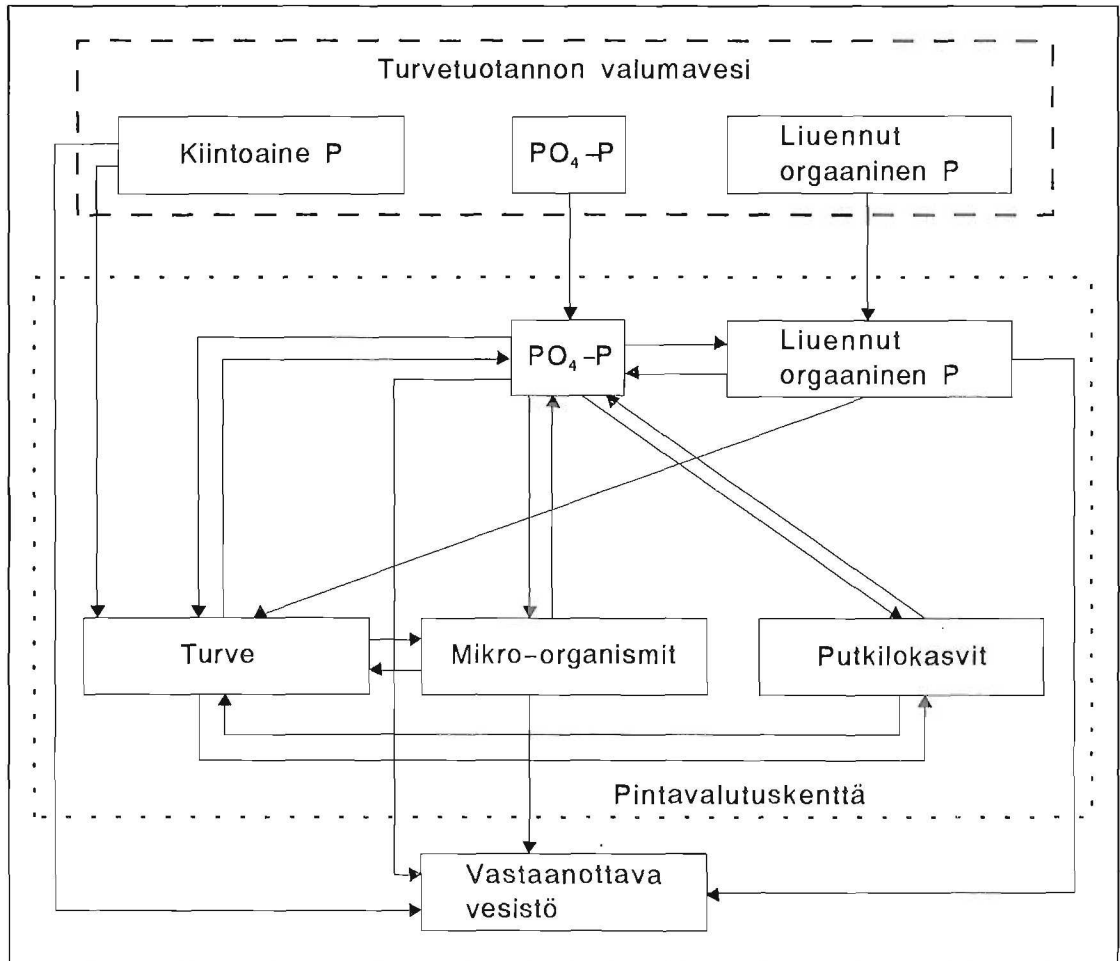 Turvetuotannon valumavesi
Kiintoaine P
PO₄-P
Liuennut
orgaaninen P
PO₄-P
Liuennut
orgaaninen P
Turve
Mikro-organismit
Putkilokasvit
Pintavalutuskenttä
Vastaanottava
vesistö